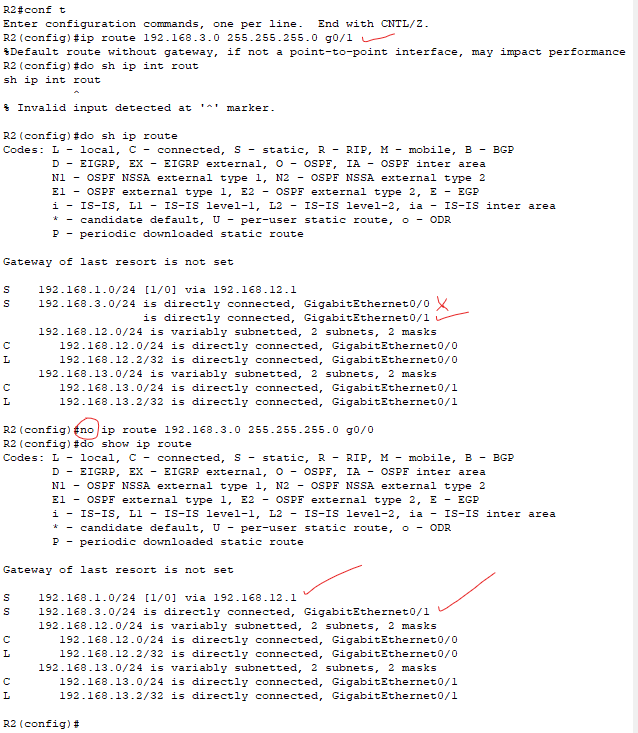 R2#conf t
Enter configuration commands, one per line.  End with CNTL/Z.
R2(config)#ip route 192.168.3.0 255.255.255.0 g0/1
%Default route without gateway, if not a point-to-point interface, may impact performance
R2(config)#do sh ip int rout
sh ip int rout
^
% Invalid input detected at '^' marker.
R2(config)#do sh ip route
Codes: L - local, C - connected, S - static, R - RIP, M - mobile, B - BGP
D - EIGRP, EX - EIGRP external, O - OSPF, IA - OSPF inter area
N1 - OSPF NSSA external type 1, N2 - OSPF NSSA external type 2
E1 - OSPF external type 1, E2 - OSPF external type 2, E - EGP
i - IS-IS, L1 - IS-IS level-1, L2 - IS-IS level-2, ia - IS-IS inter area
* - candidate default, U - per-user static route, o - ODR
P - periodic downloaded static route
Gateway of last resort is not set
S    192.168.1.0/24 [1/0] via 192.168.12.1
S    192.168.3.0/24 is directly connected, GigabitEthernet0/0
is directly connected, GigabitEthernet0/1
192.168.12.0/24 is variably subnetted, 2 subnets, 2 masks
C       192.168.12.0/24 is directly connected, GigabitEthernet0/0
L       192.168.12.2/32 is directly connected, GigabitEthernet0/0
192.168.13.0/24 is variably subnetted, 2 subnets, 2 masks
C       192.168.13.0/24 is directly connected, GigabitEthernet0/1
L       192.168.13.2/32 is directly connected, GigabitEthernet0/1
R2(config)#no ip route 192.168.3.0 255.255.255.0 g0/0
R2(config)#do show ip route
Codes: L - local, C - connected, S - static, R - RIP, M - mobile, B - BGP
D - EIGRP, EX - EIGRP external, O - OSPF, IA - OSPF inter area
N1 - OSPF NSSA external type 1, N2 - OSPF NSSA external type 2
E1 - OSPF external type 1, E2 - OSPF external type 2, E - EGP
i - IS-IS, L1 - IS-IS level-1, L2 - IS-IS level-2, ia - IS-IS inter area
* - candidate default, U - per-user static route, o - ODR
P - periodic downloaded static route
Gateway of last resort is not set
S    192.168.1.0/24 [1/0] via 192.168.12.1
S    192.168.3.0/24 is directly connected, GigabitEthernet0/1
192.168.12.0/24 is variably subnetted, 2 subnets, 2 masks
C       192.168.12.0/24 is directly connected, GigabitEthernet0/0
L       192.168.12.2/32 is directly connected, GigabitEthernet0/0
192.168.13.0/24 is variably subnetted, 2 subnets, 2 masks
C       192.168.13.0/24 is directly connected, GigabitEthernet0/1
L       192.168.13.2/32 is directly connected, GigabitEthernet0/1
R2(config)#